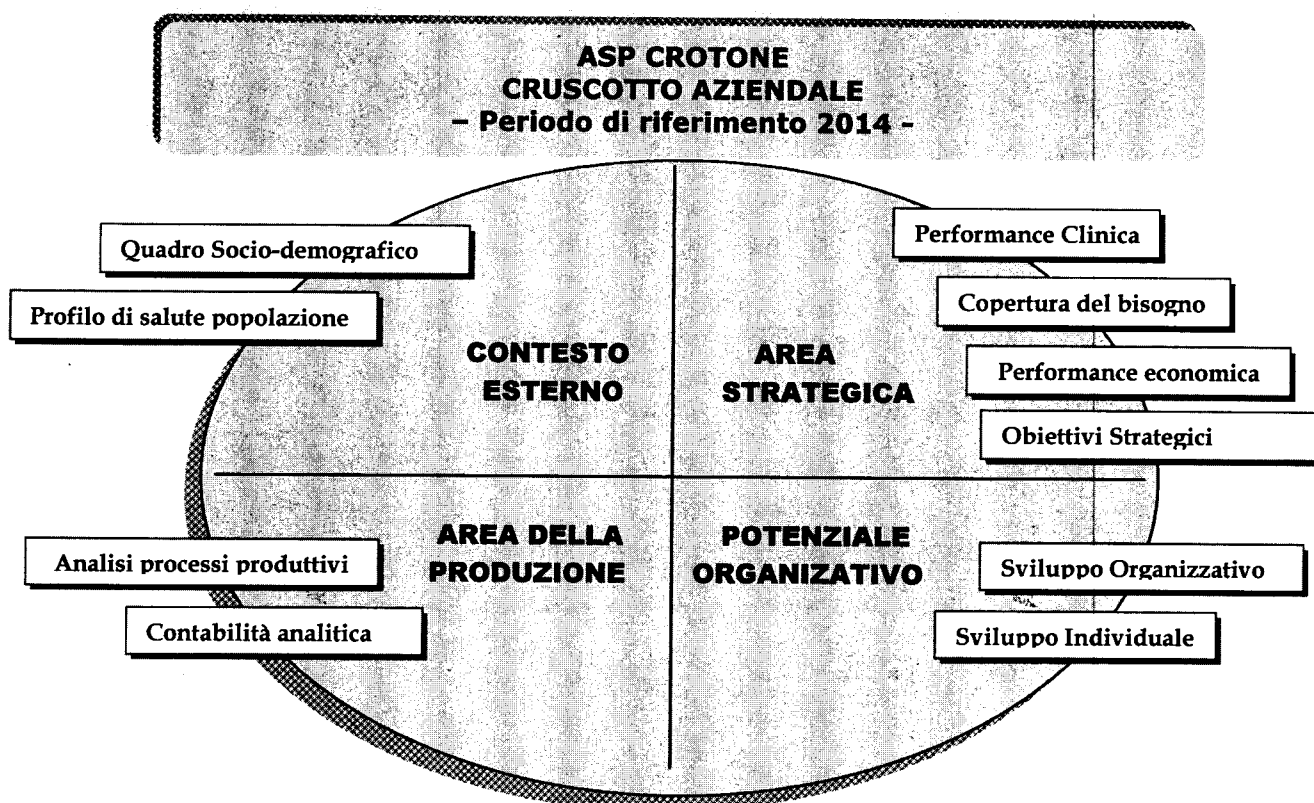 ASP CROTONE
CRUSCOTTO AZIENDALE
– Periodo di riferimento 2014 -
Quadro Socio-demografico
Profilo di salute popolazione
CONTESTO
ESTERNO
Performance Clinica
Copertura del bisogno
Performance economica
Obiettivi Strategici
AREA
STRATEGICA
Analisi processi produttivi
Contabilità analitica
AREA DELLA
PRODUZIONE
POTENZIALE
ORGANIZATIVO
Sviluppo Organizzativo
Sviluppo Individuale